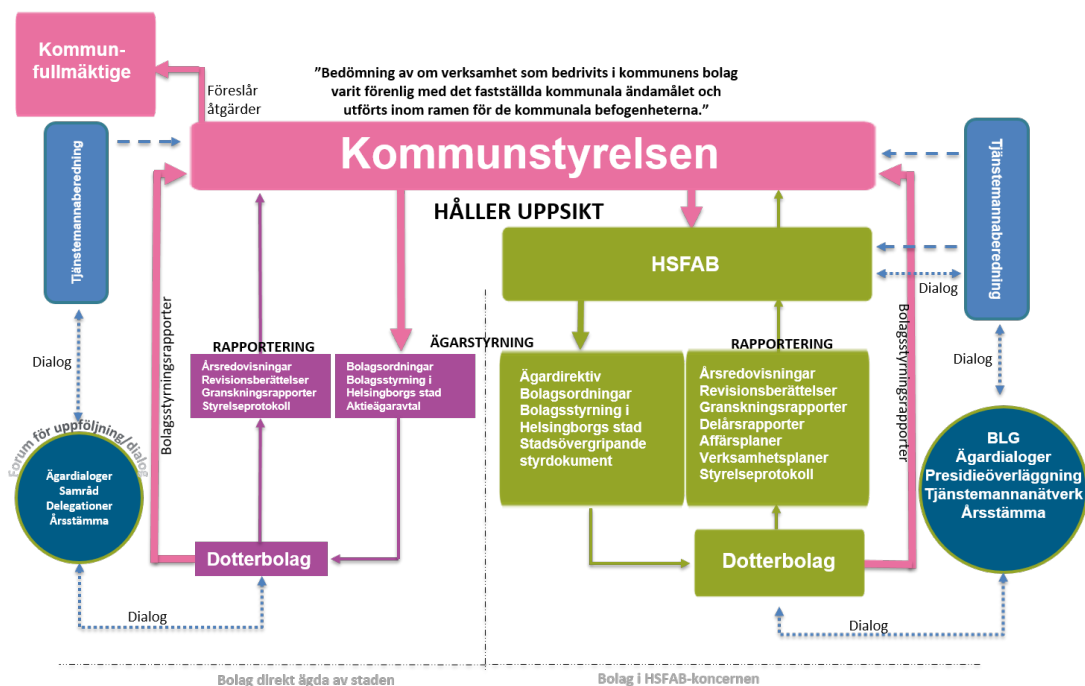 Kommun-
fullmäktige
Föreslår
åtgärder
”Bedömning av om verksamhet som bedrivits i kommunens bolag
varit förenlig med det fastställda kommunala ändamålet och
utförts inom ramen för de kommunala befogenheterna.”
Kommunstyrelsen
HÅLLER UPPSIKT
Tjänstemannaberedning
Tjänstemannaberedning
HSFAB
Dialog
Dialog
Dialog
Bolagsstyrningsrapporter
Bolagsstyrningsrapporter
RAPPORTERING
Årsredovisningar
Revisionsberättelser
Granskningsrapporter
Styrelseprotokoll
ÄGARSTYRNING
Bolagsordningar
Bolagsstyrning i
Helsingborgs stad
Aktieägaravtal
Ägardirektiv
Bolagsordningar
Bolagsstyrning i
Helsingborgs stad
Stadsövergripande
styrdokument
RAPPORTERING
Årsredovisningar
Revisionsberättelser
Granskningsrapporter
Delårsrapporter
Affärsplaner
Verksamhetsplaner
Styrelseprotokoll
Forum för uppföljning/dialog
Ägardialoger
Samråd
Delegationer
Årsstämma
BLG
Ägardialoger
Presidieöverläggning
Tjänstemannanätverk
Årsstämma
Dotterbolag
Dotterbolag
Dialog
Dialog
Bolag direkt ägda av staden
Bolag i HSFAB-koncernen